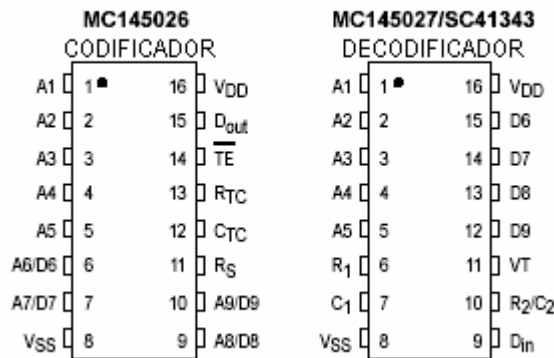 MC145026
CODIFICADOR
A1 1 16 VDD
A2 2 15 Dout
A3 3 14 TE
A4 4 13 RTC
A5 5 12 CTC
A6/D6 6 11 RS
A7/D7 7 10 A9/D9
VSS 8 9 A8/D8
MC145027/SC41343
DECODIFICADOR
A1 1 16 VDD
A2 2 15 D6
A3 3 14 D7
A4 4 13 D8
A5 5 12 D9
R1 6 11 VT
C1 7 10 R2/C2
VSS 8 9 Din